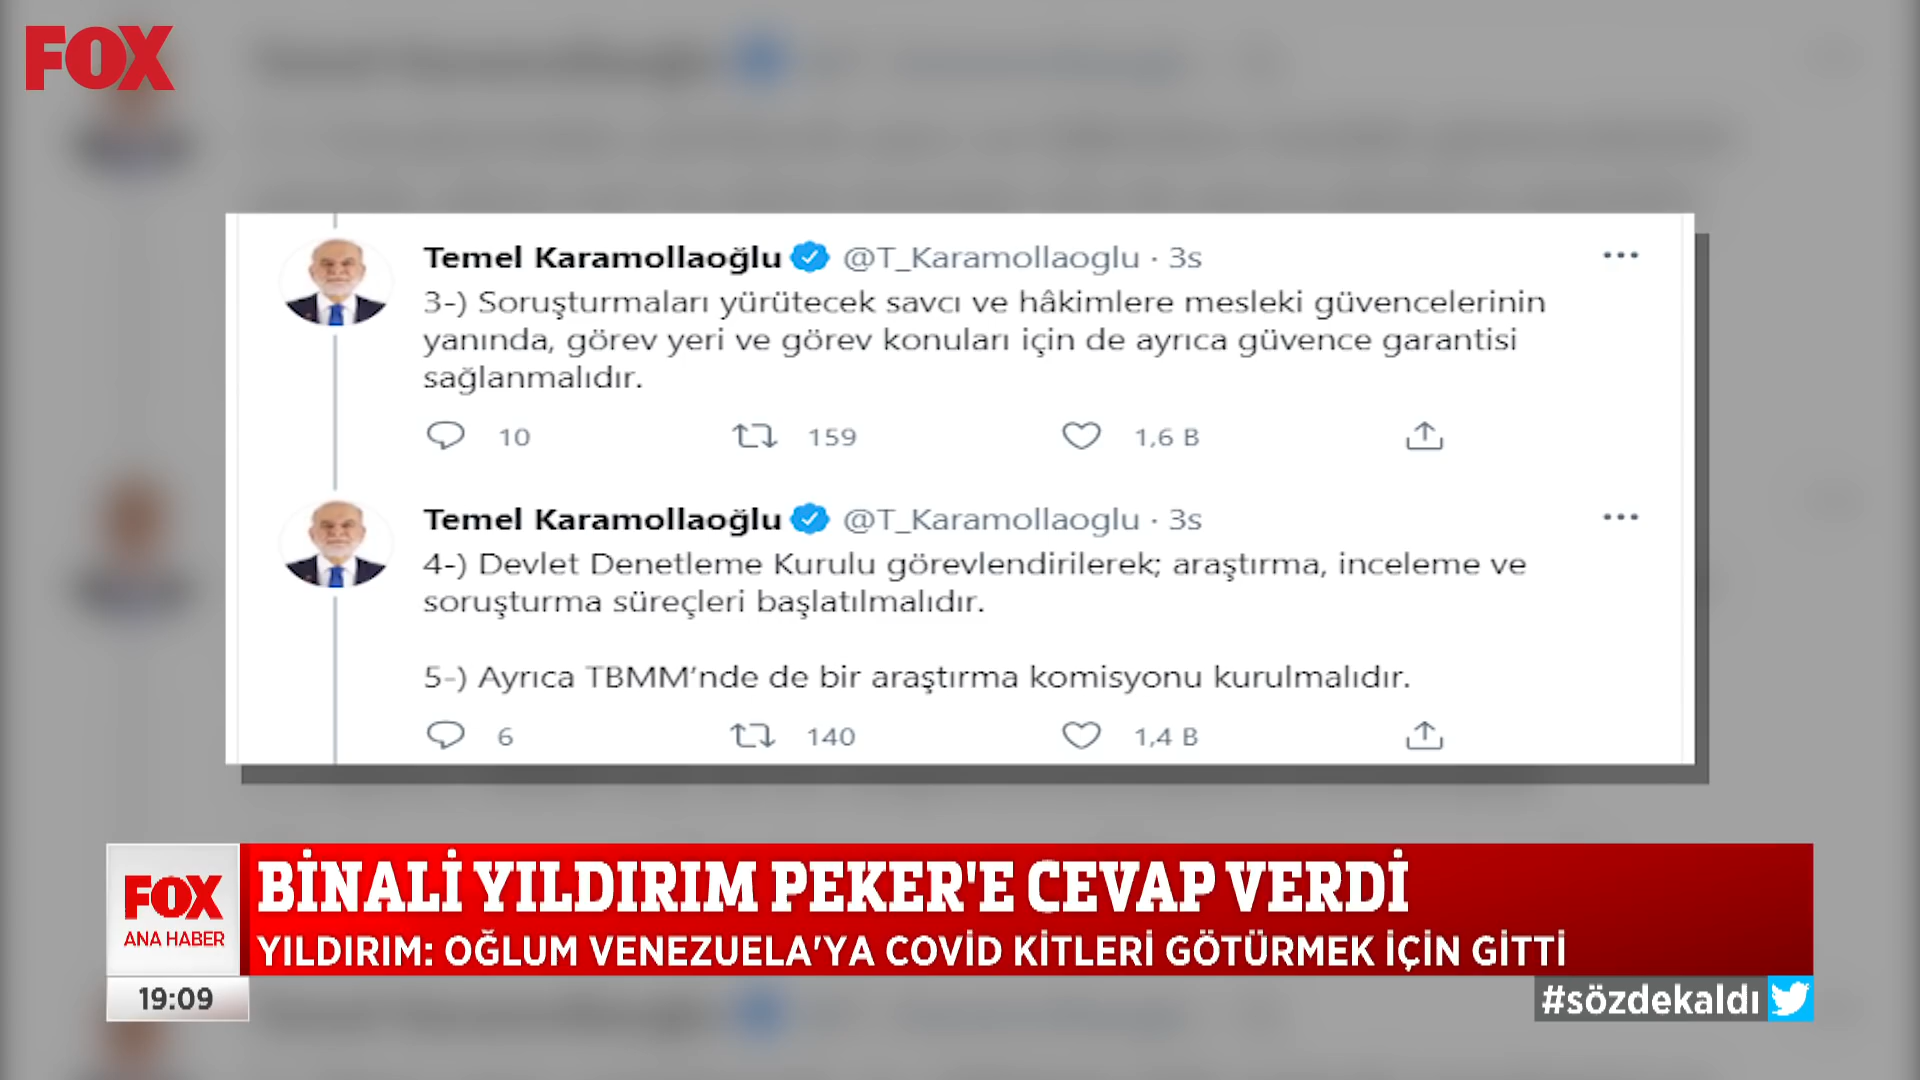 FOX
Temel Karamollaoğlu @T_Karamollaoglu · 3s
3-) Soruşturmaları yürütecek savcı ve hâkimlere mesleki güvencelerinin
yanında, görev yeri ve görev konuları için de ayrıca güvence garantisi
sağlanmalıdır.
10 159 1,6 B
Temel Karamollaoğlu @T_Karamollaoglu · 3s
4-) Devlet Denetleme Kurulu görevlendirilerek; araştırma, inceleme ve
soruşturma süreçleri başlatılmalıdır.
5-) Ayrıca TBMM'nde de bir araştırma komisyonu kurulmalıdır.
6 140 1,4 B
FOX
ANA HABER
BİNALİ YILDIRIM PEKER'E CEVAP VERDİ
YILDIRIM: OĞLUM VENEZUELA'YA COVİD KİTLERİ GÖTÜRMEK İÇİN GİTTİ
19:09
#sözdekaldı